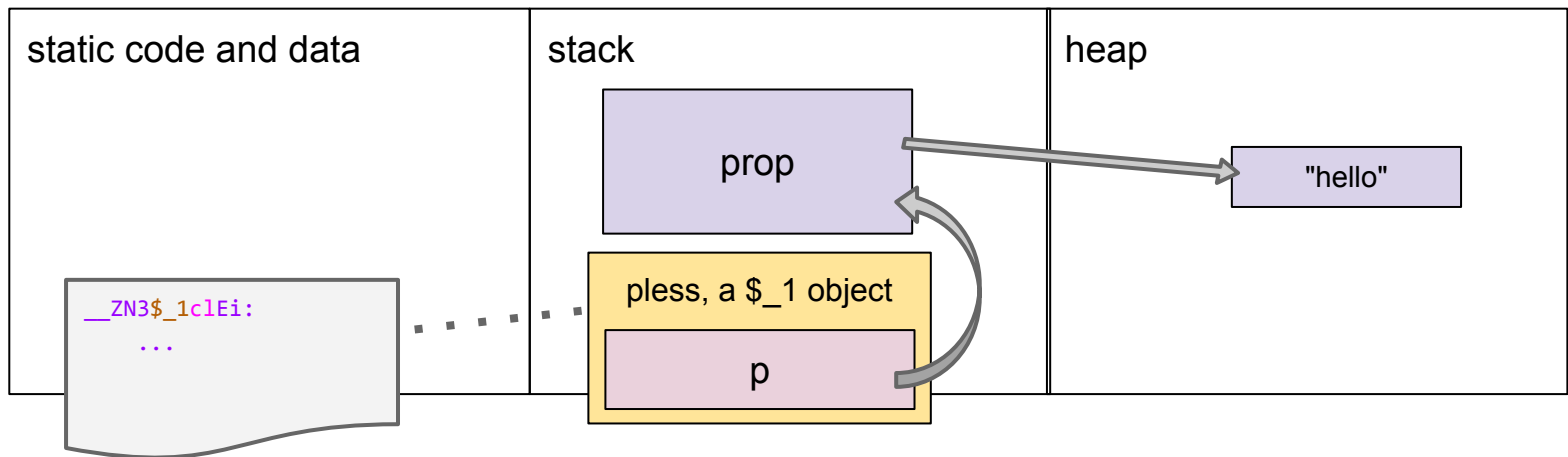 static code and data
stack
heap
prop
"hello"
pless, a $_1 object
p
__ZN3$_1clEi:
...